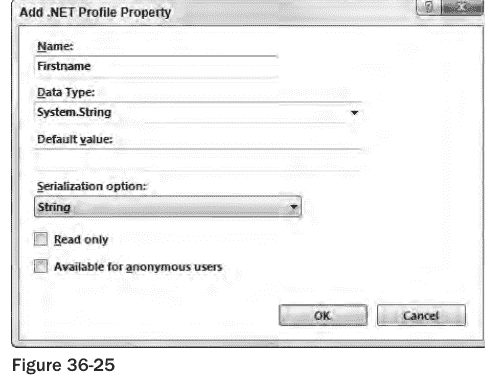 Add .NET Profile Property
Name:
Firstname
Data Type:
System.String
Default value:
Serialization option:
String
Read only
Available for anonymous users
OK
Cancel
Figure 36-25